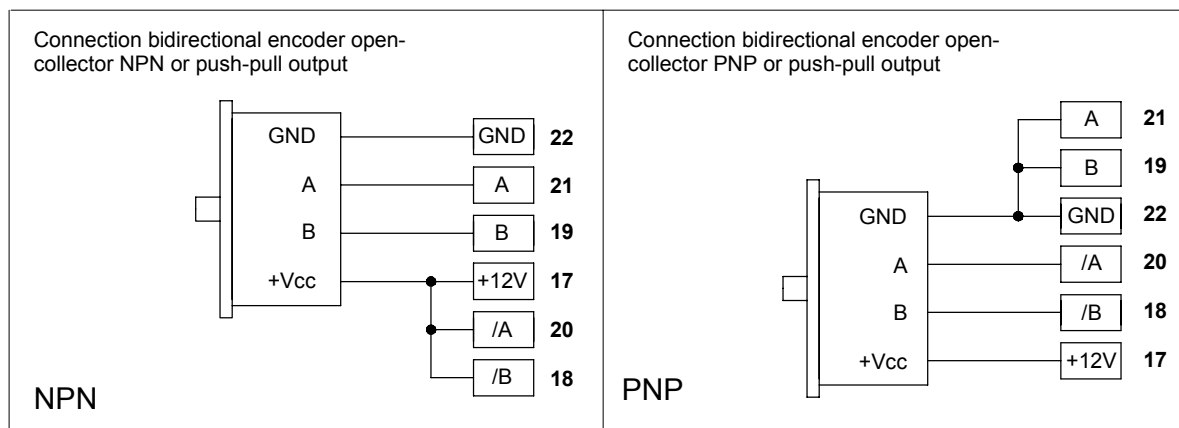 Connection bidirectional encoder open-
collector NPN or push-pull output
GND GND 22
A A 21
B B 19
+Vcc +12V 17
/A 20
/B 18
NPN
Connection bidirectional encoder open-
collector PNP or push-pull output
A 21
B 19
GND GND 22
A /A 20
B /B 18
+Vcc +12V 17
PNP